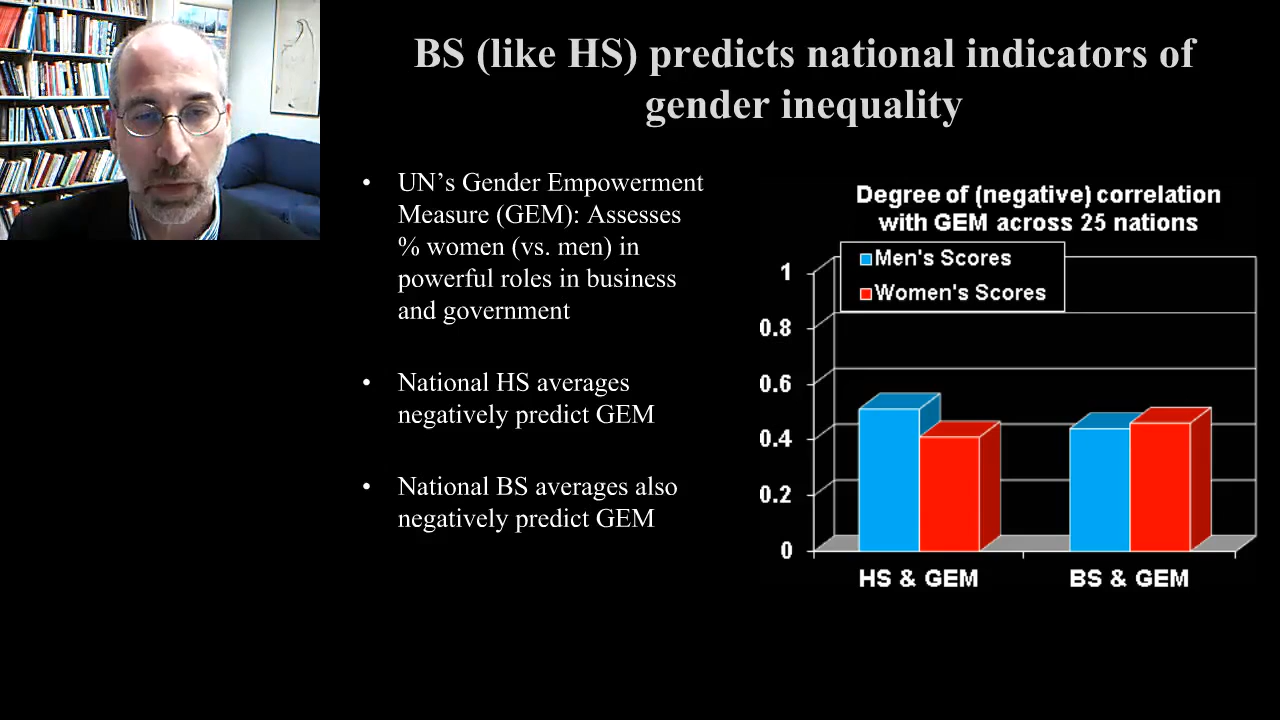 BS (like HS) predicts national indicators of
gender inequality
• UN’s Gender Empowerment
Measure (GEM): Assesses
% women (vs. men) in
powerful roles in business
and government
• National HS averages
negatively predict GEM
• National BS averages also
negatively predict GEM
Degree of (negative) correlation
with GEM across 25 nations
Men's Scores
Women's Scores
1
0.8
0.6
0.4
0.2
0
HS & GEM
BS & GEM